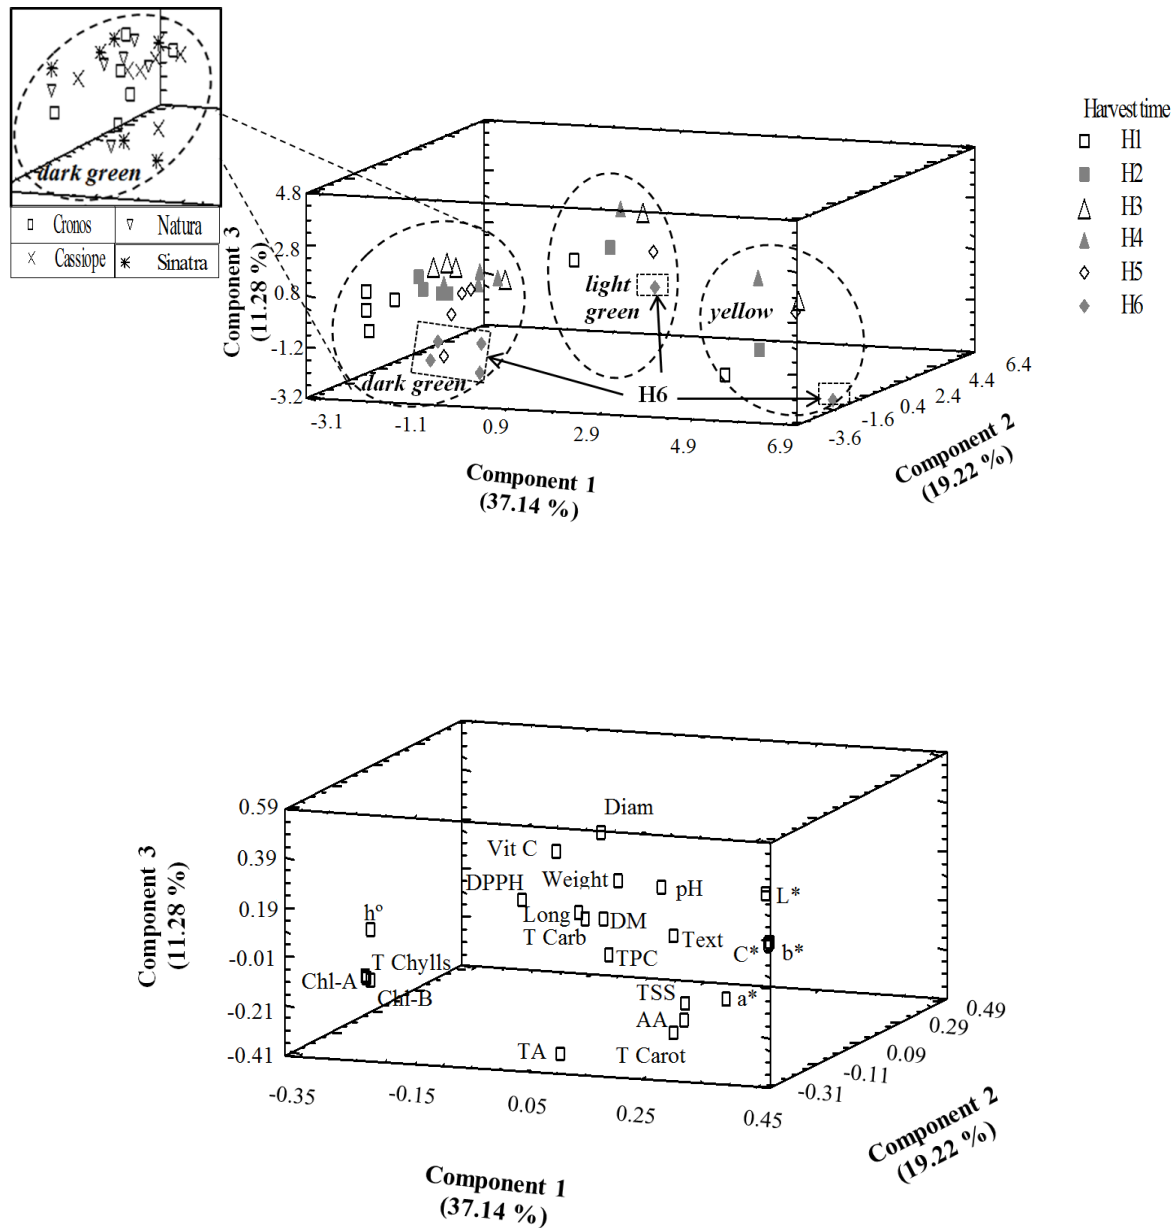 dark green
Cronos
Natura
Cassiope
Sinatra
Harvest time
H1
H2
H3
H4
H5
H6
4.8
2.8
0.8
-1.2
-3.2
Component 3
(11.28 %)
light
green
yellow
dark green
H6
-3.1
-1.1
0.9
2.9
4.9
6.9
-3.6
-1.6
0.4
2.4
4.4
6.4
Component 1
(37.14 %)
Component 2
(19.22 %)
0.59
0.39
0.19
-0.01
-0.21
-0.41
Component 3
(11.28 %)
Diam
Vit C
Weight
DPPH
pH
L*
Long
DM
h°
T Carb
Text
TPC
C*
b*
T Chylls
Chl-A
Chl-B
TSS
a*
AA
TA
T Carot
-0.35
-0.15
0.05
0.25
0.45
-0.31
-0.11
0.09
0.29
0.49
Component 1
(37.14 %)
Component 2
(19.22 %)